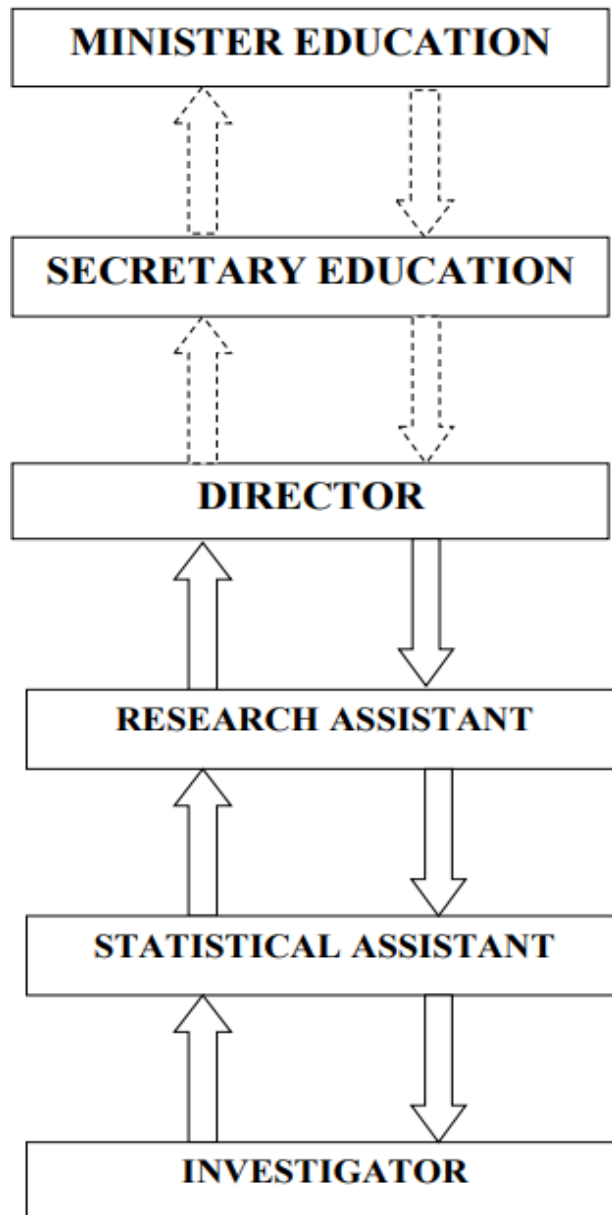 MINISTER EDUCATION
SECRETARY EDUCATION
DIRECTOR
RESEARCH ASSISTANT
STATISTICAL ASSISTANT
INVESTIGATOR